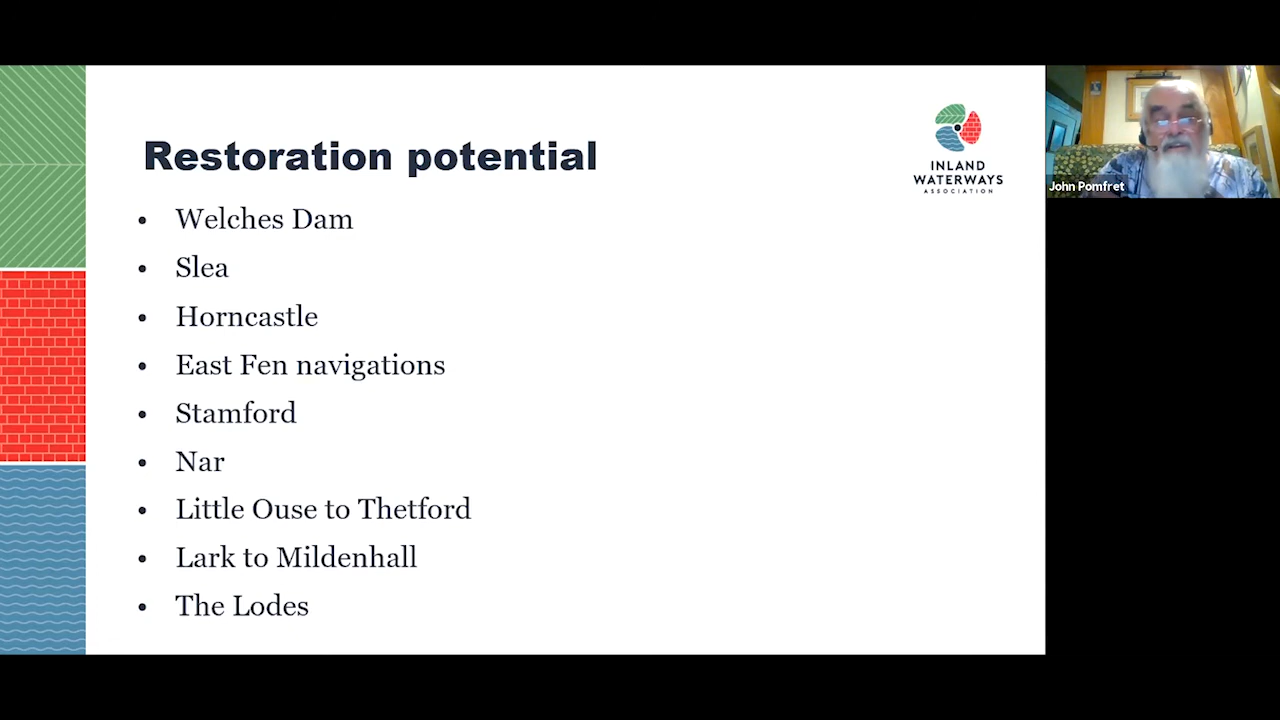 Restoration potential
• Welches Dam
• Slea
• Horncastle
• East Fen navigations
• Stamford
• Nar
• Little Ouse to Thetford
• Lark to Mildenhall
• The Lodes
INLAND
WATERWAYS
ASSOCIATION
John Pomfret